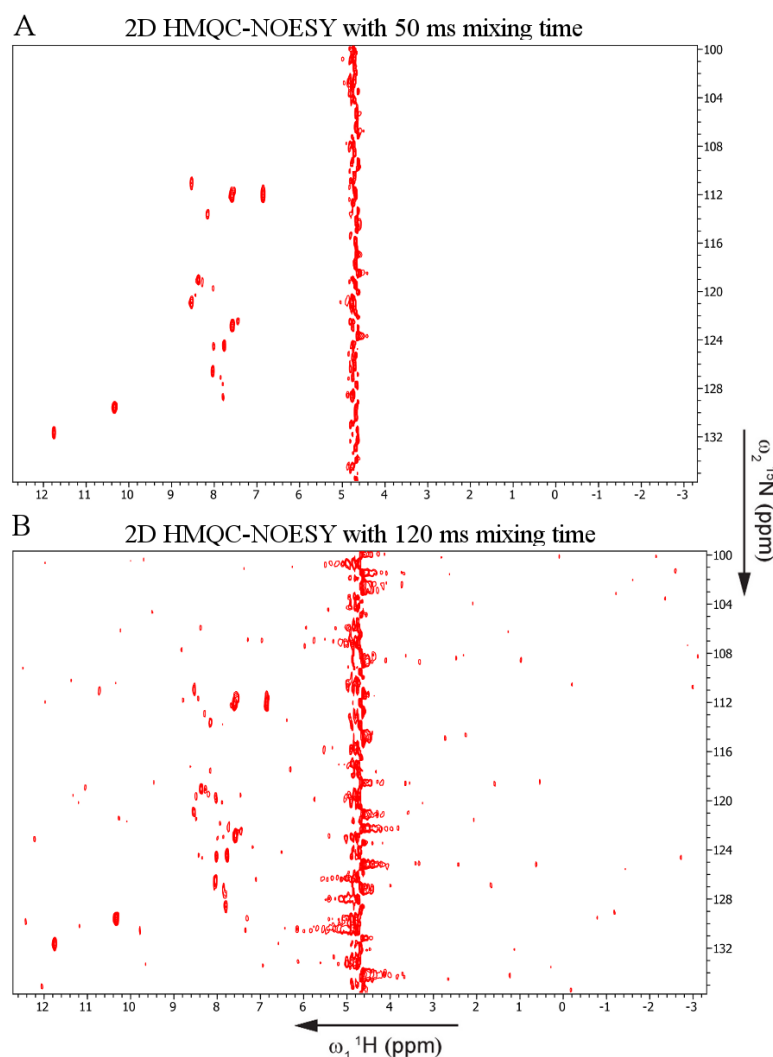 A
2D HMQC-NOESY with 50 ms mixing time
100
104
108
112
116
120
124
128
132
12 11 10 9 8 7 6 5 4 3 2 1 0 -1 -2 -3
ω2 15N (ppm)
B
2D HMQC-NOESY with 120 ms mixing time
100
104
108
112
116
120
124
128
132
12 11 10 9 8 7 6 5 4 3 2 1 0 -1 -2 -3
ω1 1H (ppm)